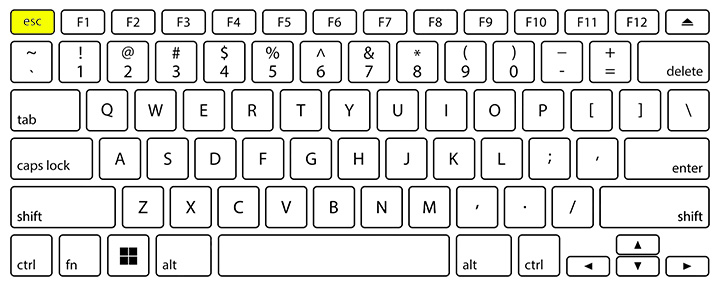 esc F1 F2 F3 F4 F5 F6 F7 F8 F9 F10 F11 F12 ⏏
~ ! @ # $ % ^ & * ( ) – +
` 1 2 3 4 5 6 7 8 9 0 - = delete
tab Q W E R T Y U I O P [ ] \
caps lock A S D F G H J K L ; ′ enter
shift Z X C V B N M , . / shift
ctrl fn alt alt ctrl ◄ ▲ ▼ ►